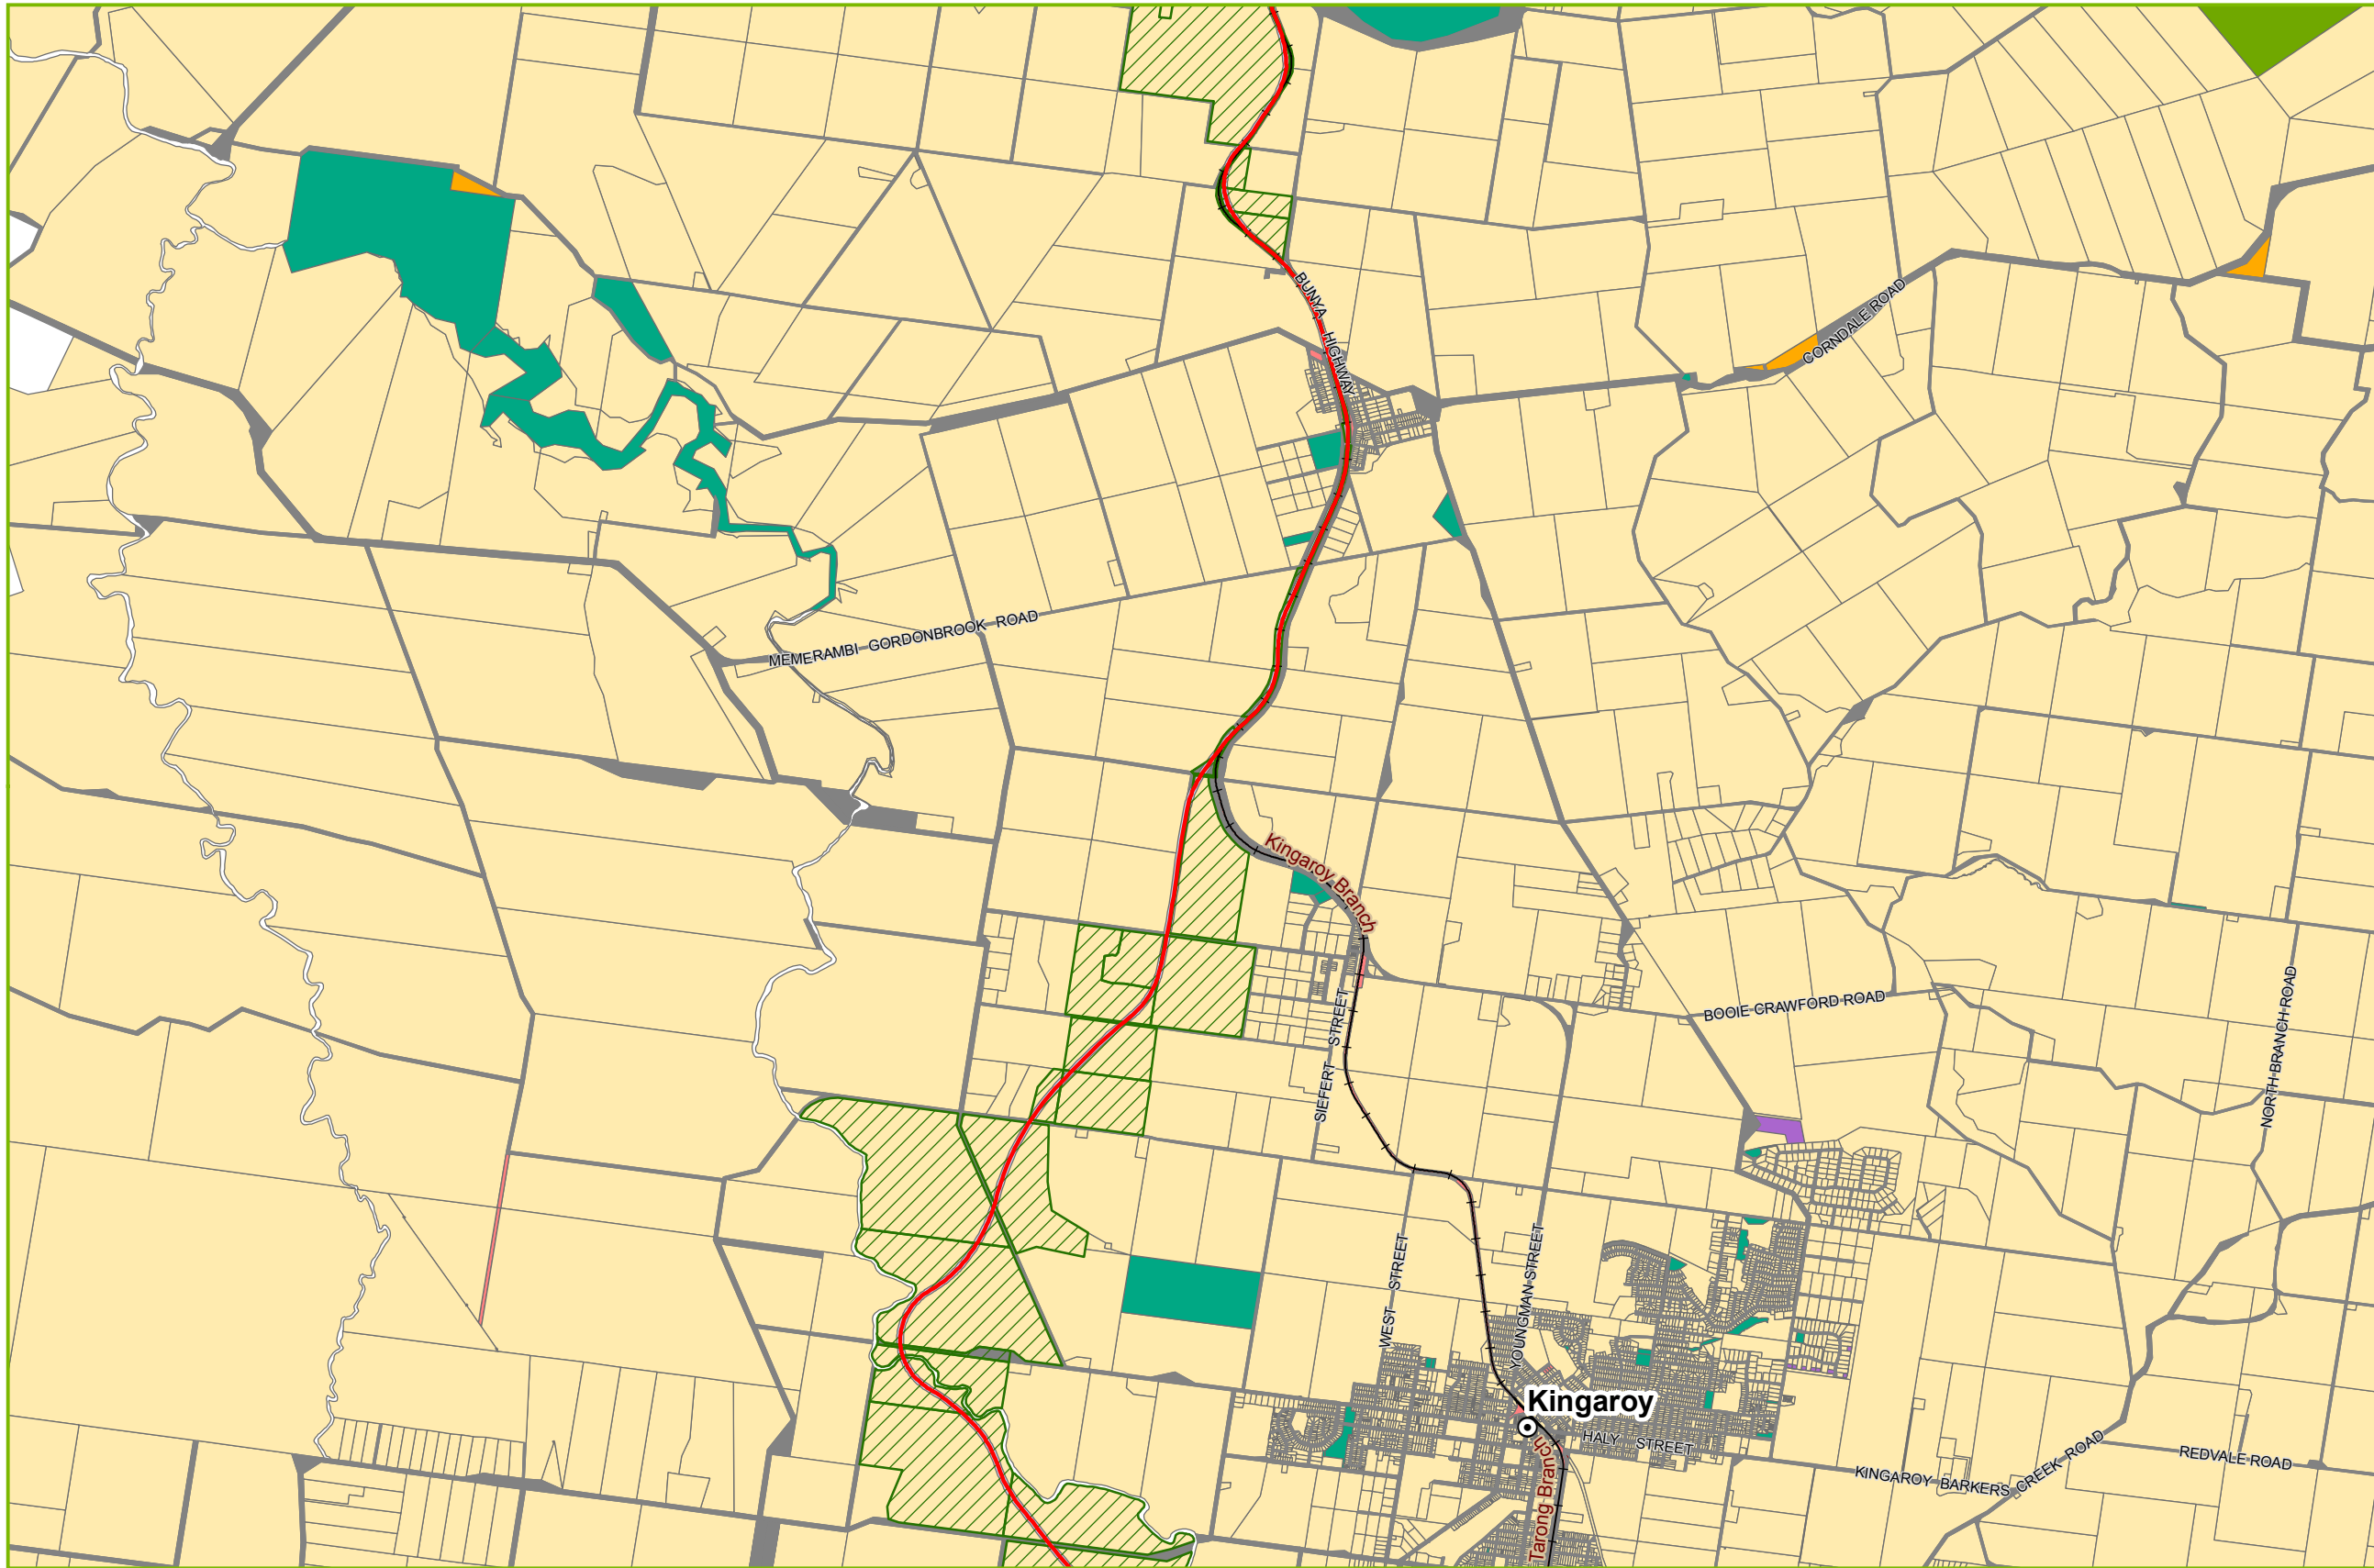 BUNYA HIGHWAY
CORNDALE ROAD
MEMERAMBI GORDONBROOK ROAD
Kingaroy Branch
SIEFERT STREET
BOOIE CRAWFORD ROAD
NORTH BRANCH ROAD
WEST STREET
YOUNGMAN STREET
Kingaroy
HALY STREET
KINGAROY BARKERS CREEK ROAD
REDVALE ROAD
Tarong Branch